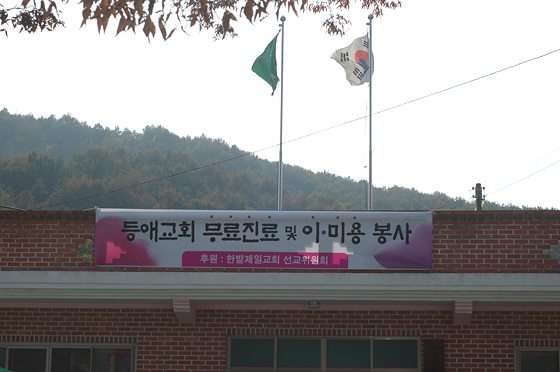 등애교회 무료진료 및 이·미용 봉사
후원 : 한밭제일교회 선교위원회